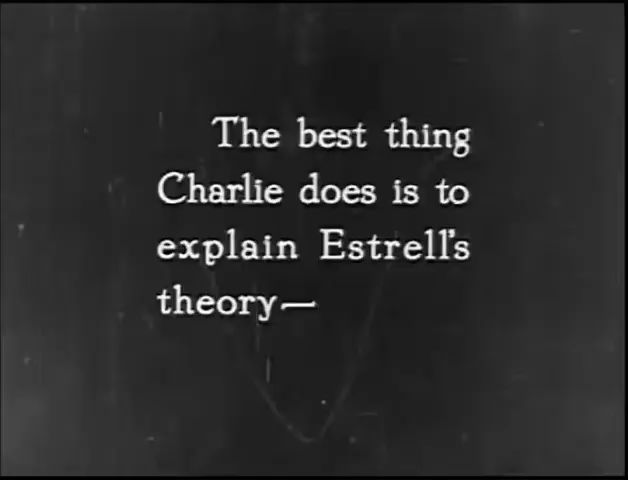 The best thing
Charlie does is to
explain Estrell's
theory—